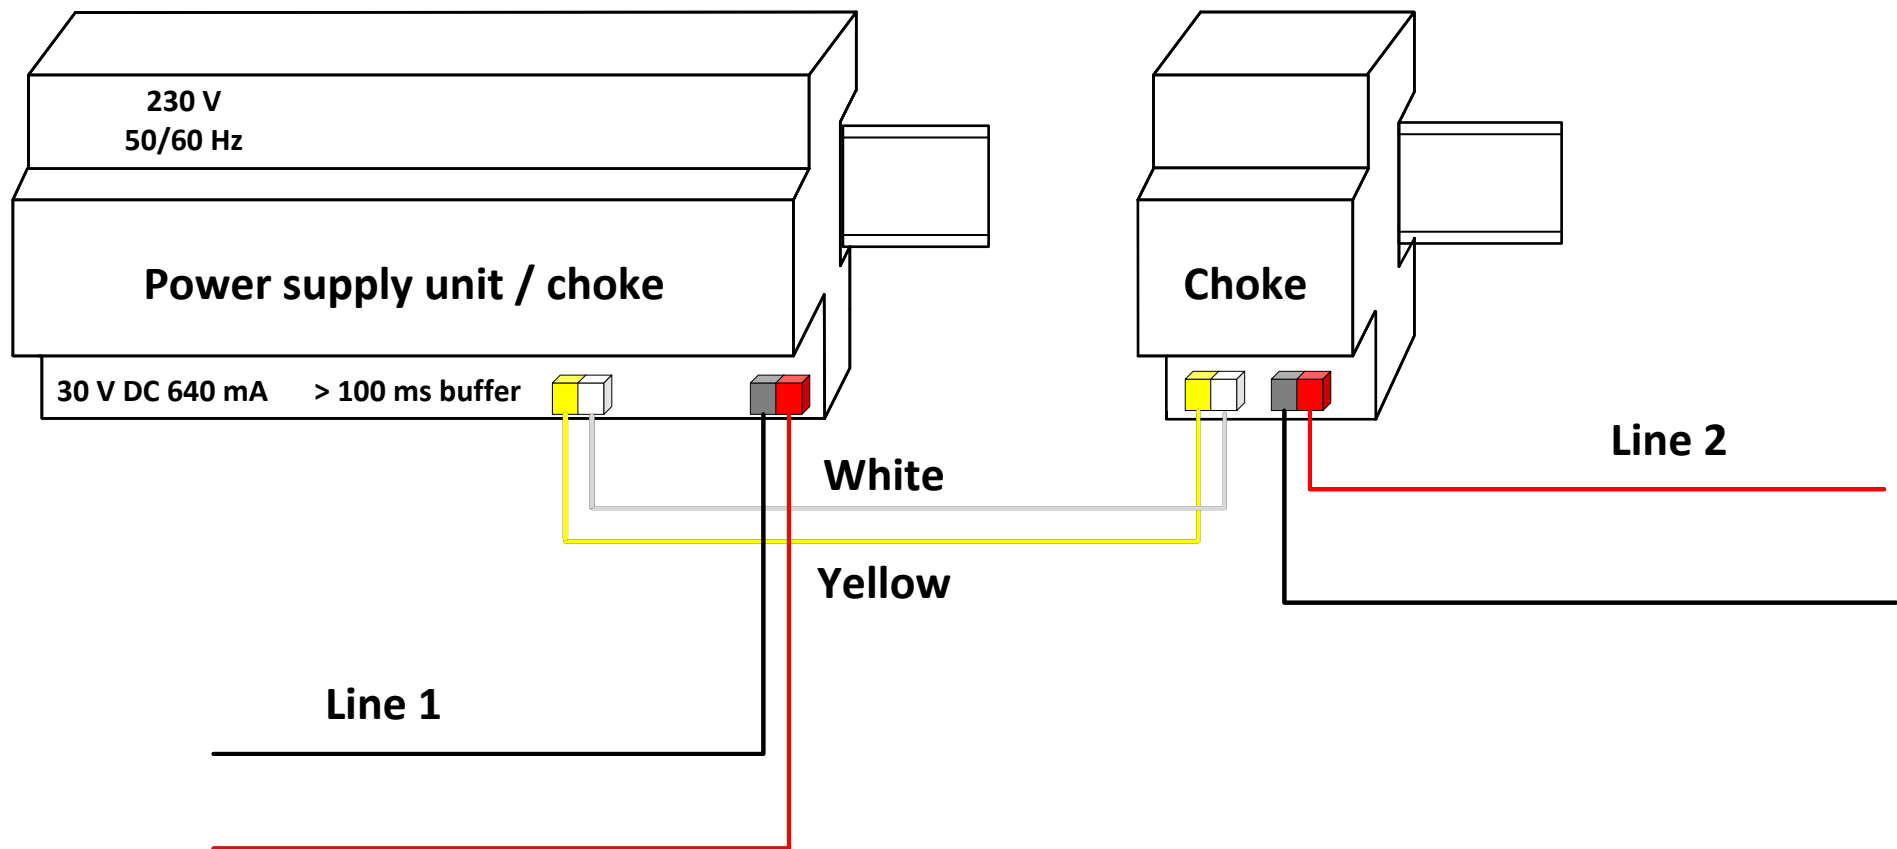 230 V
50/60 Hz
Power supply unit / choke
Choke
30 V DC 640 mA > 100 ms buffer
Line 2
White
Yellow
Line 1